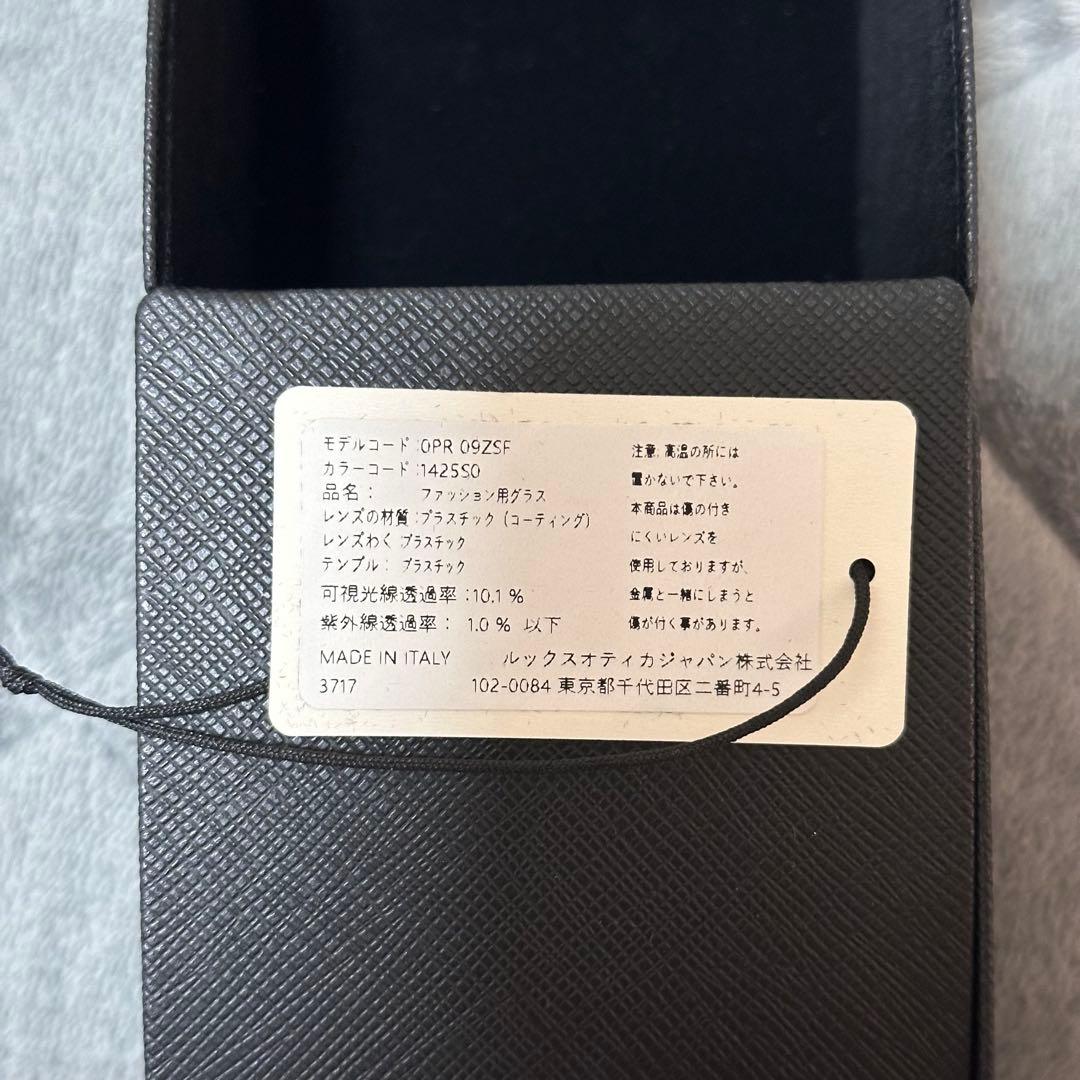 モデルコード :0PR 09ZSF
カラーコード :1425S0
品名： ファッション用グラス
レンズの材質 :プラスチック (コーティング)
レンズわく プラスチック
テンプル： プラスチック
可視光線透過率 :10.1 %
紫外線透過率： 1.0 % 以下
MADE IN ITALY ルックスオティカジャパン株式会社
3717 102-0084 東京都千代田区二番町4-5
注意: 高温の所には
置かないで下さい。
本商品は傷の付き
にくいレンズを
使用しておりますが、
金属と一緒にしまうと
傷が付く事があります。